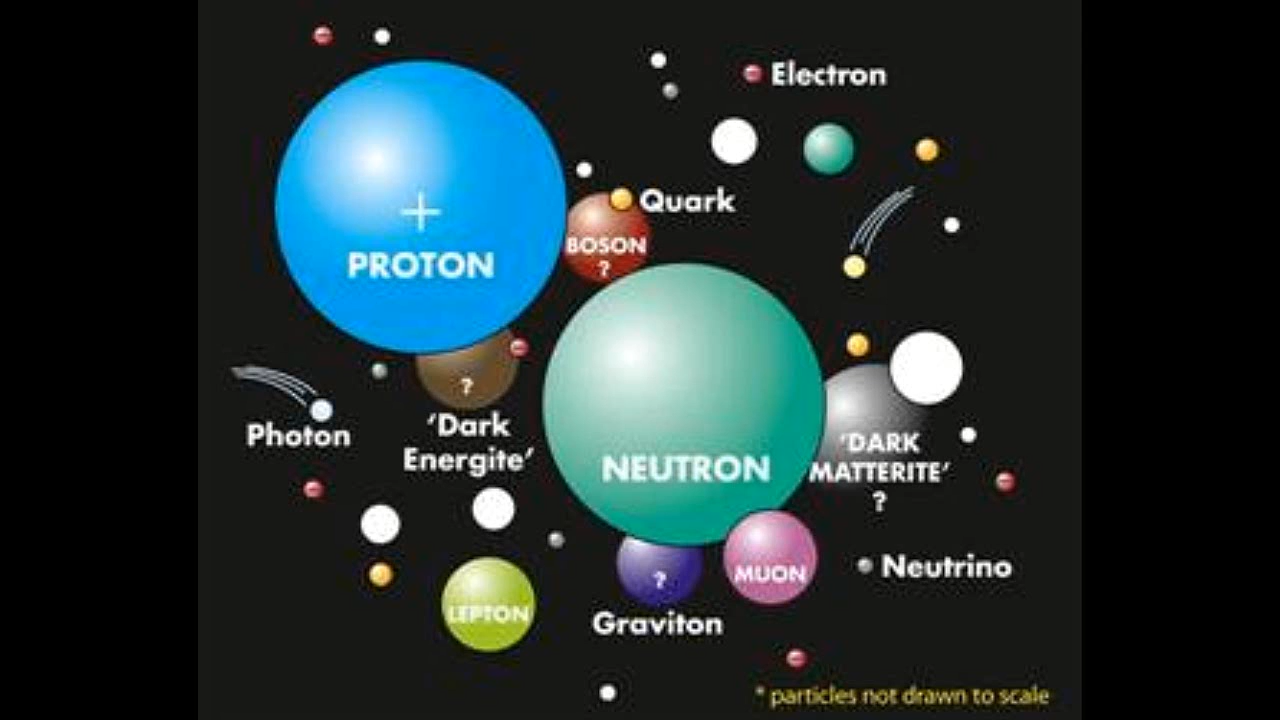 Electron
Quark
BOSON
?
+
PROTON
?
'Dark
Energite'
Photon
NEUTRON
'DARK
MATTERITE'
?
MUON
Neutrino
?
Graviton
LEPTON
* particles not drawn to scale